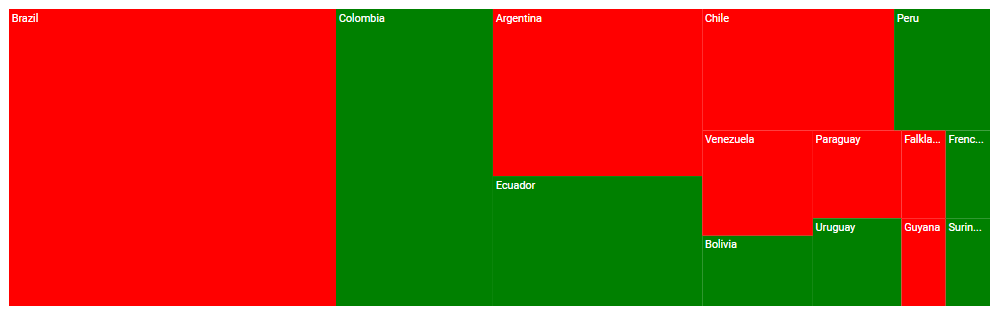 Brazil
Colombia
Argentina
Chile
Peru
Venezuela
Paraguay
Falkla...
Frenc...
Ecuador
Uruguay
Guyana
Surin...
Bolivia